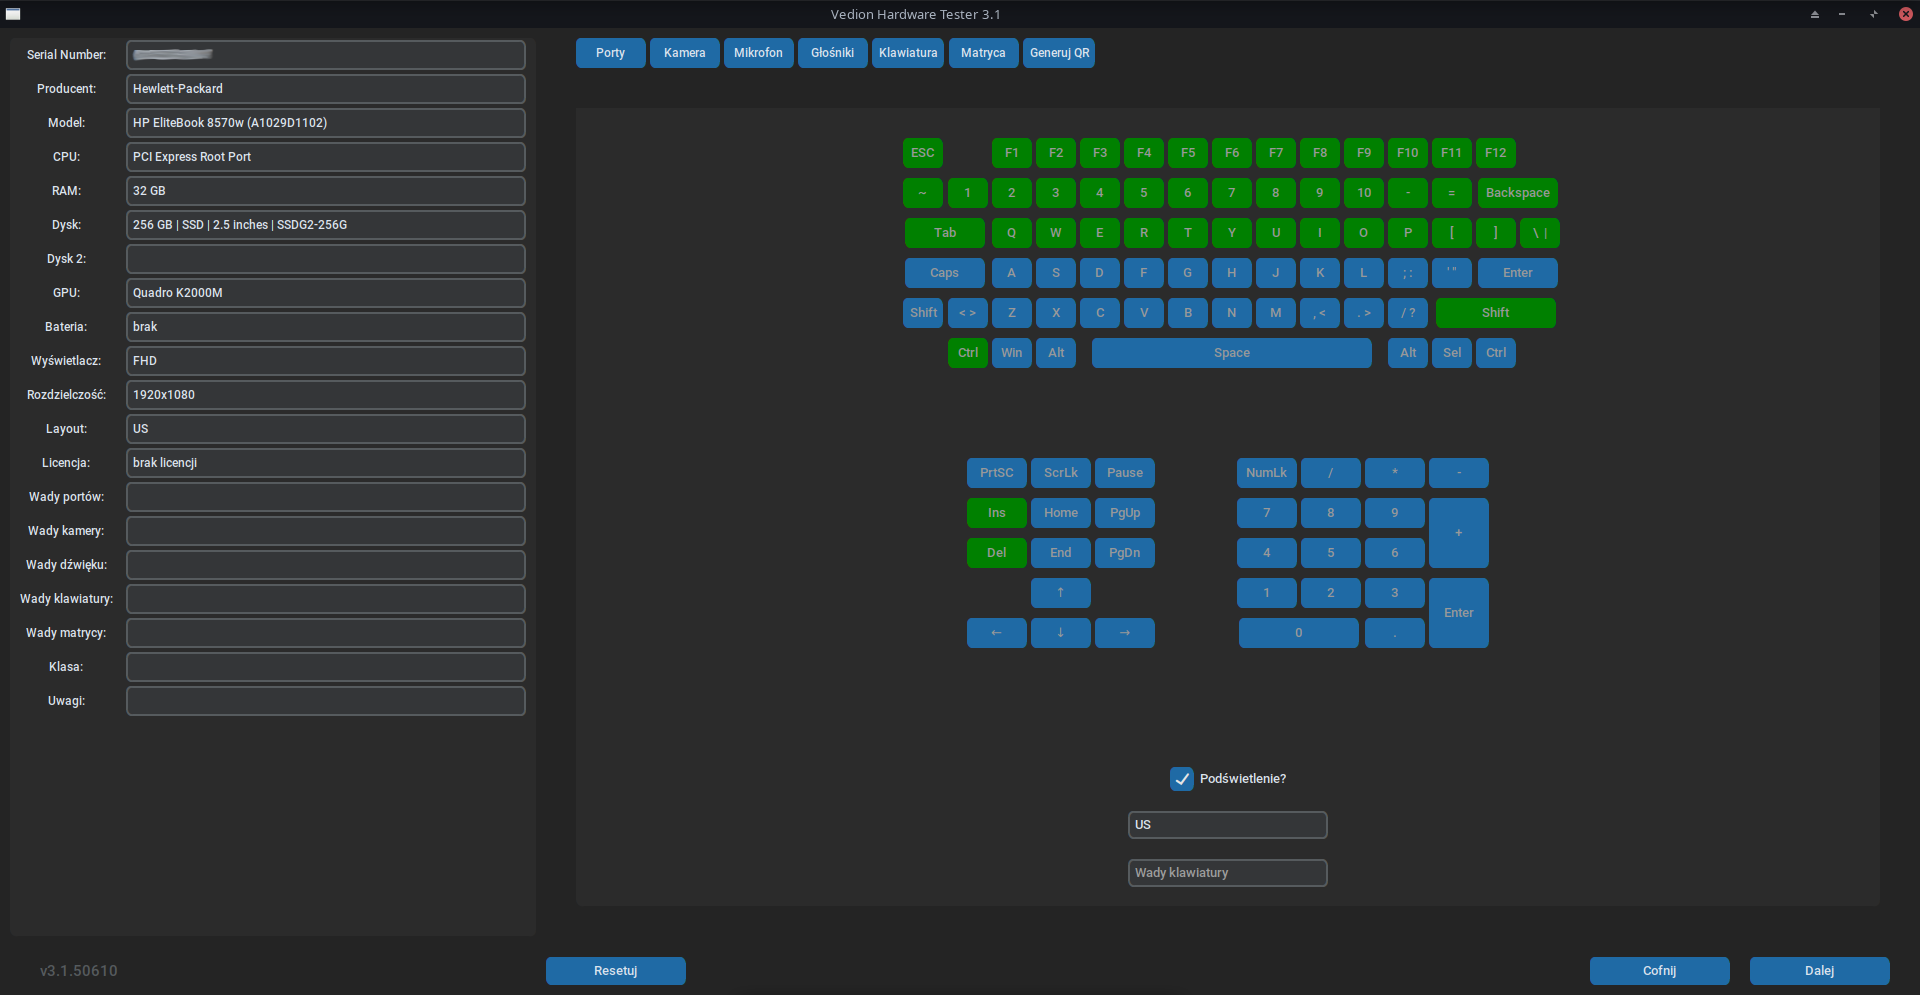 Vedion Hardware Tester 3.1
Serial Number:
Producent: Hewlett-Packard
Model: HP EliteBook 8570w (A1029D1102)
CPU: PCI Express Root Port
RAM: 32 GB
Dysk: 256 GB | SSD | 2.5 inches | SSDG2-256G
Dysk 2:
GPU: Quadro K2000M
Bateria: brak
Wyświetlacz: FHD
Rozdzielczość: 1920x1080
Layout: US
Licencja: brak licencji
Wady portów:
Wady kamery:
Wady dźwięku:
Wady klawiatury:
Wady matrycy:
Klasa:
Uwagi:
Porty Kamera Mikrofon Głośniki Klawiatura Matryca Generuj QR
ESC F1 F2 F3 F4 F5 F6 F7 F8 F9 F10 F11 F12
~ 1 2 3 4 5 6 7 8 9 10 - = Backspace
Tab Q W E R T Y U I O P [ ] \ |
Caps A S D F G H J K L ; : ' " Enter
Shift < > Z X C V B N M , < . > / ? Shift
Ctrl Win Alt Space Alt Sel Ctrl
PrtSC ScrLk Pause
Ins Home PgUp
Del End PgDn
↑
← ↓ →
NumLk / * -
7 8 9 +
4 5 6
1 2 3 Enter
0 .
Podświetlenie?
US
Wady klawiatury
v3.1.50610
Resetuj
Cofnij
Dalej